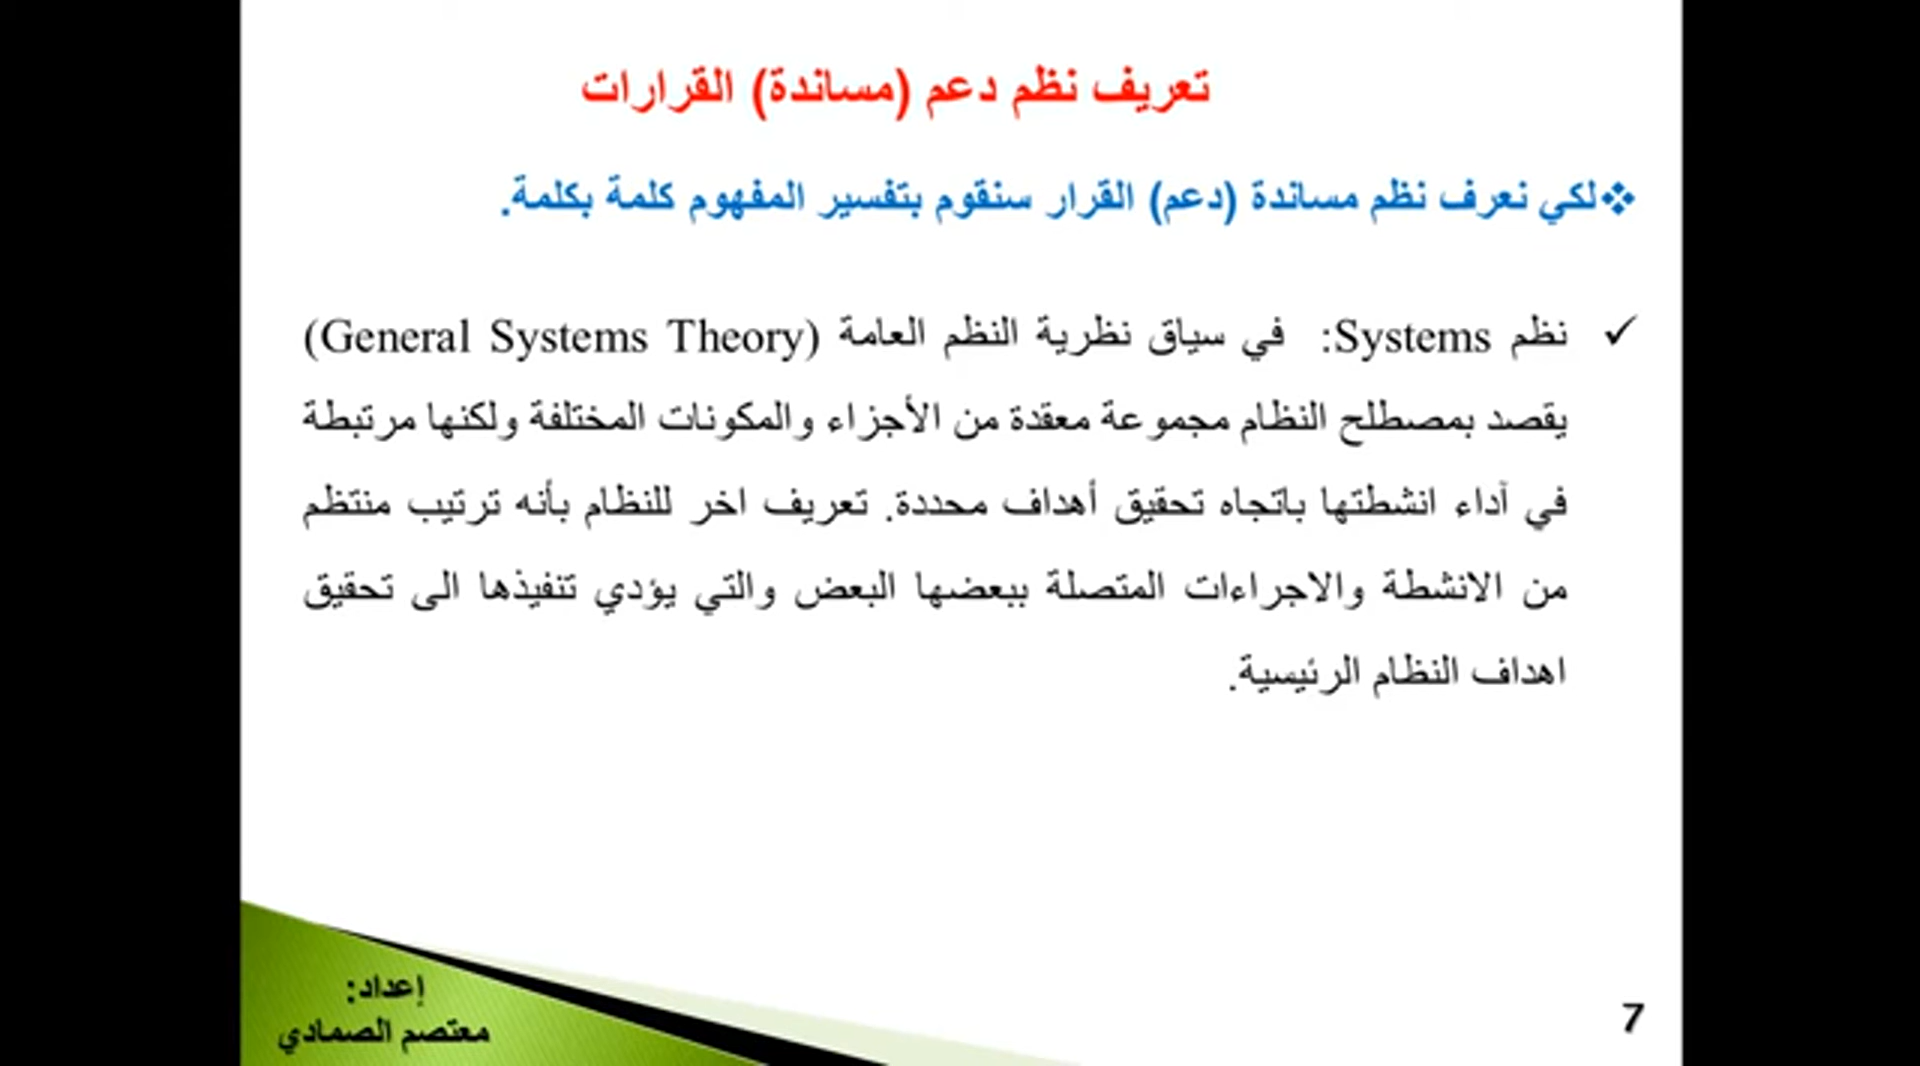 تعريف نظم دعم (مساندة) القرارات
❖لكي نعرف نظم مساندة (دعم) القرار سنقوم بتفسير المفهوم كلمة بكلمة.
✓ نظم Systems: في سياق نظرية النظم العامة (General Systems Theory)
يقصد بمصطلح النظام مجموعة معقدة من الأجزاء والمكونات المختلفة ولكنها مرتبطة
في آداء انشطتها باتجاه تحقيق أهداف محددة. تعريف اخر للنظام بأنه ترتيب منتظم
من الانشطة والاجراءات المتصلة ببعضها البعض والتي يؤدي تنفيذها الى تحقيق
اهداف النظام الرئيسية.
إعداد:
معتصم الصمادي
7